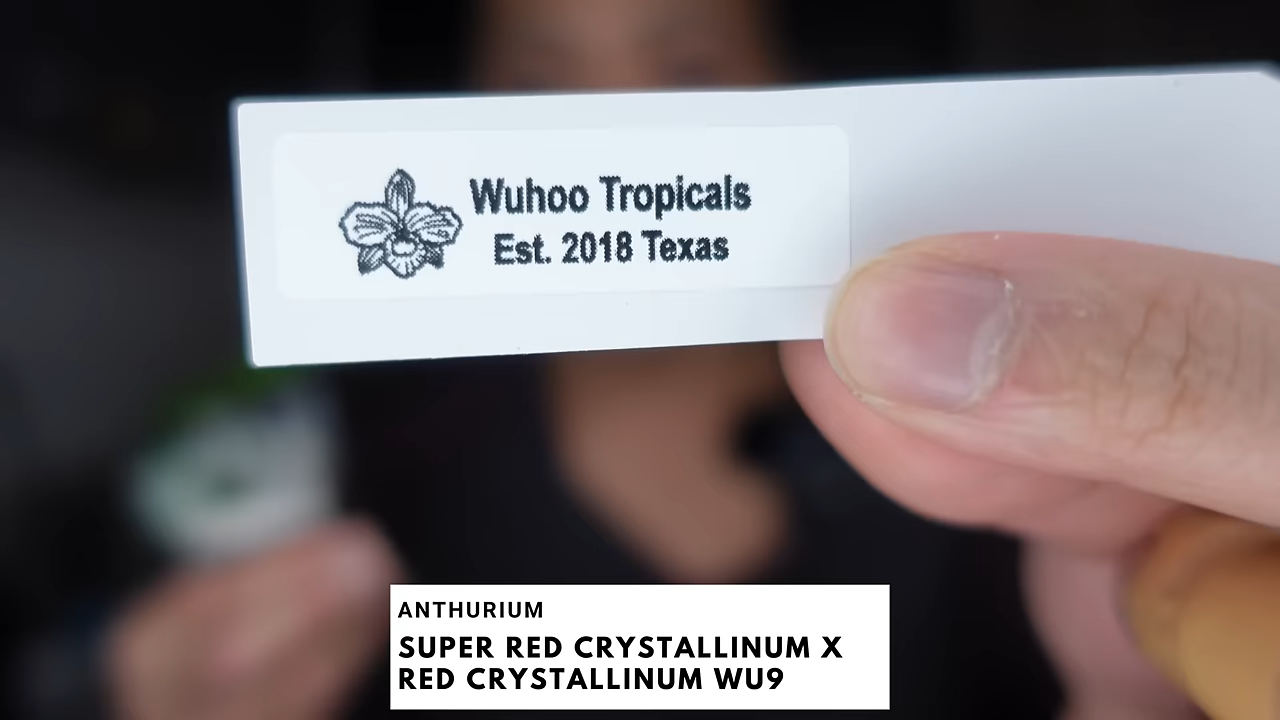 Wuhoo Tropicals
Est. 2018 Texas
ANTHURIUM
SUPER RED CRYSTALLINUM X
RED CRYSTALLINUM WU9